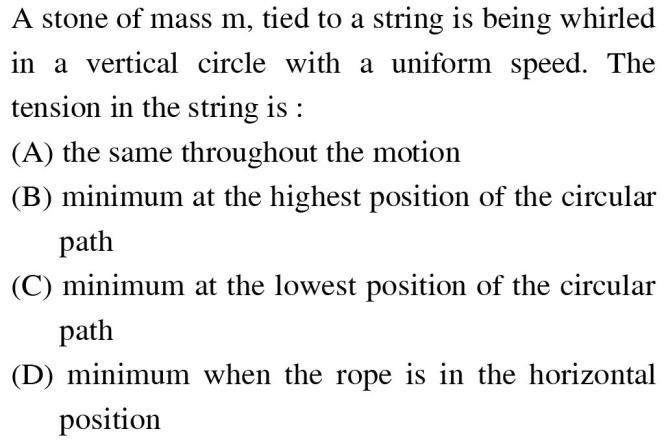 A stone of mass m, tied to a string is being whirled
in a vertical circle with a uniform speed. The
tension in the string is :
(A) the same throughout the motion
(B) minimum at the highest position of the circular
path
(C) minimum at the lowest position of the circular
path
(D) minimum when the rope is in the horizontal
position